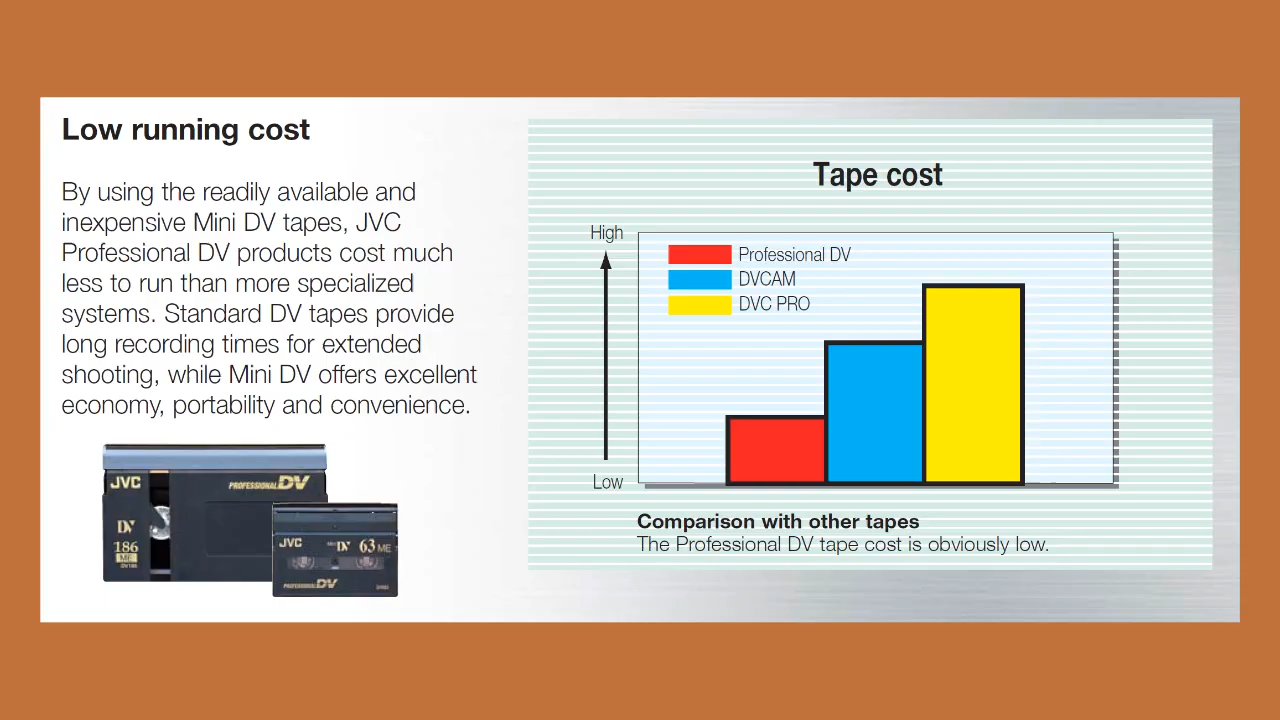 Low running cost
By using the readily available and
inexpensive Mini DV tapes, JVC
Professional DV products cost much
less to run than more specialized
systems. Standard DV tapes provide
long recording times for extended
shooting, while Mini DV offers excellent
economy, portability and convenience.
JVC
PROFESSIONAL DV
DV
186
ME
JVC
Mini DV 63 ME
PROFESSIONAL DV
Tape cost
High
Low
Professional DV
DVCAM
DVC PRO
Comparison with other tapes
The Professional DV tape cost is obviously low.